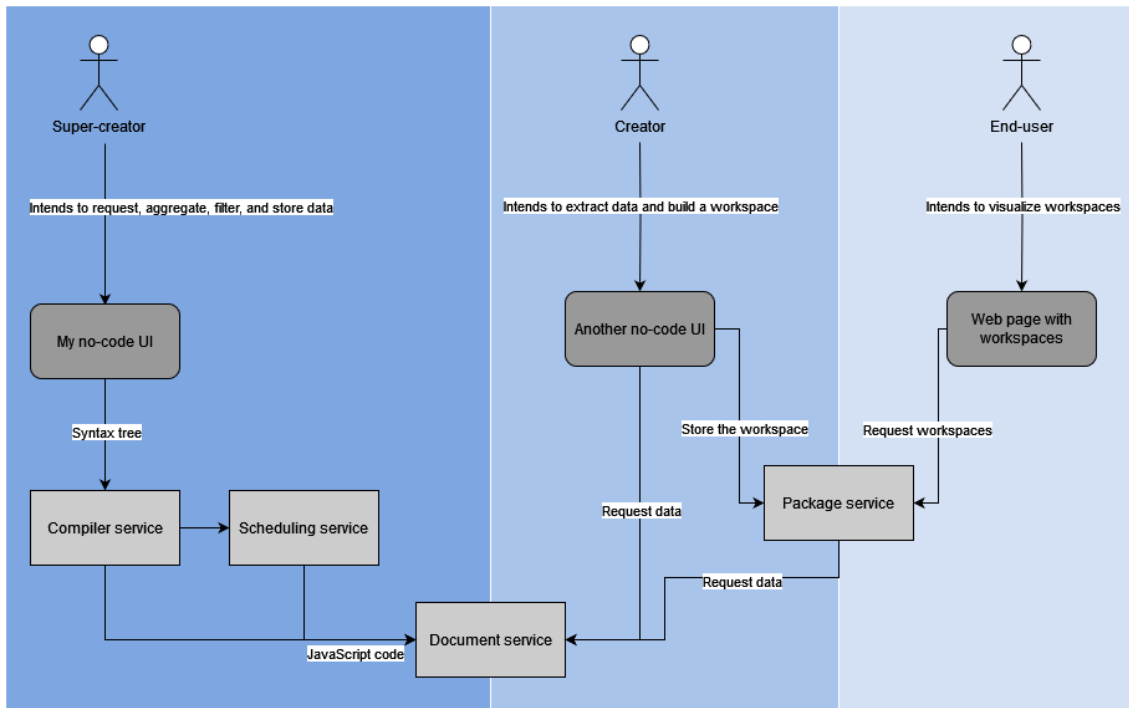 Super-creator
Creator
End-user
Intends to request, aggregate, filter, and store data
Intends to extract data and build a workspace
Intends to visualize workspaces
My no-code UI
Another no-code UI
Web page with
workspaces
Syntax tree
Store the workspace
Request workspaces
Compiler service
Scheduling service
Request data
Package service
Request data
Document service
JavaScript code